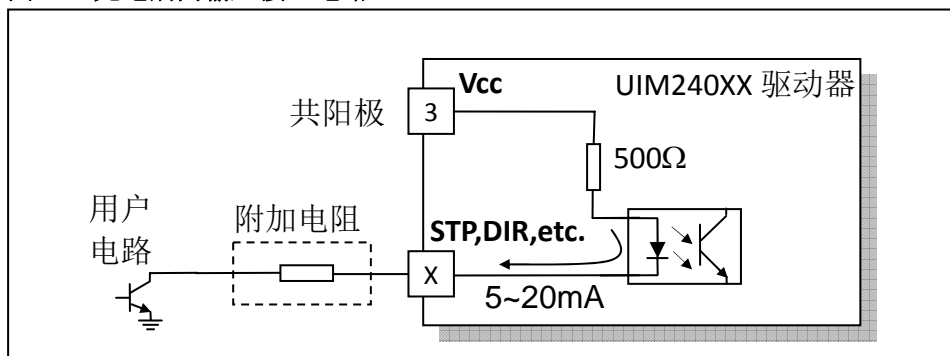 Vcc
UIM240XX 驱动器
共阳极
3
500Ω
用户
电路
附加电阻
STP,DIR,etc.
X
5~20mA